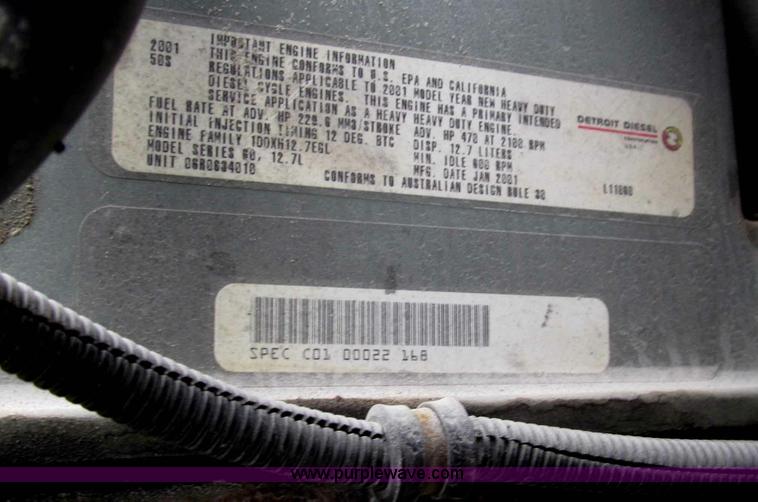 2001
50S
IMPORTANT ENGINE INFORMATION
THIS ENGINE CONFORMS TO U.S. EPA AND CALIFORNIA
REGULATIONS APPLICABLE TO 2001 MODEL YEAR NEW HEAVY DUTY
DIESEL CYCLE ENGINES. THIS ENGINE HAS A PRIMARY INTENDED
SERVICE APPLICATION AS A HEAVY HEAVY DUTY ENGINE.
FUEL RATE AT ADV. HP 220.6 MM3/STROKE ADV. HP 470 AT 2100 RPM
INITIAL INJECTION TIMING 12 DEG. BTC DISP. 12.7 LITERS
ENGINE FAMILY 1DDXH12.7EGL MIN. IDLE 600 RPM
MODEL SERIES 60, 12.7L MFG. DATE JAN 2001
UNIT 06R0634010 CONFORMS TO AUSTRALIAN DESIGN RULE 30
DETROIT DIESEL
CORPORATION
USA
SPEC C01 00022 168
www.purplewave.com